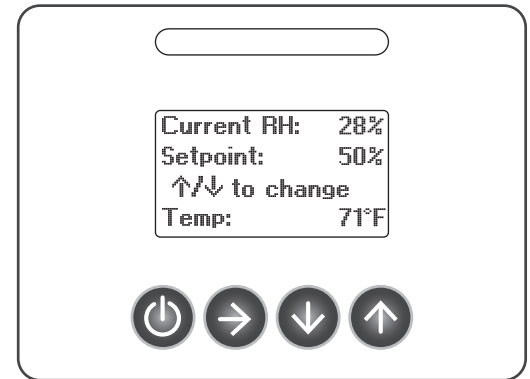 Current RH: 28%
Setpoint: 50%
↑/↓ to change
Temp: 71°F